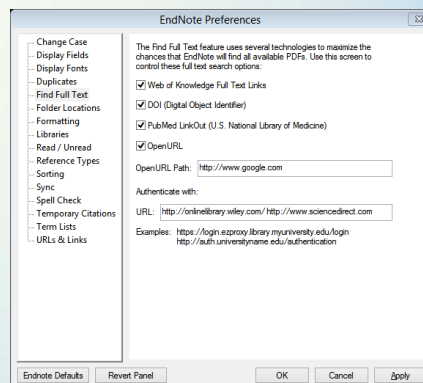 EndNote Preferences
Change Case
Display Fields
Display Fonts
Duplicates
Find Full Text
Folder Locations
Formatting
Libraries
Read / Unread
Reference Types
Sorting
Sync
Spell Check
Temporary Citations
Term Lists
URLs & Links
The Find Full Text feature uses several technologies to maximize the
chances that EndNote will find all available PDFs. Use this screen to
control these full text search options:
Web of Knowledge Full Text Links
DOI (Digital Object Identifier)
PubMed LinkOut (U.S. National Library of Medicine)
OpenURL
OpenURL Path: http://www.google.com
Authenticate with:
URL: http://onlinelibrary.wiley.com/ http://www.sciencedirect.com
Examples: https://login.ezproxy.library.myuniversity.edu/login
http://auth.universityname.edu/authentication
Endnote Defaults Revert Panel OK Cancel Apply